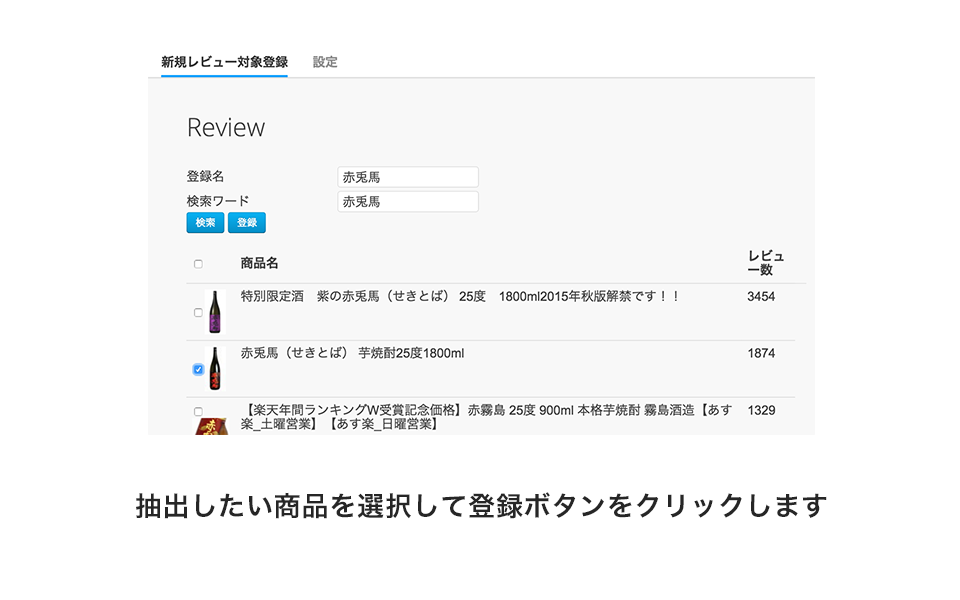 新規レビュー対象登録 設定
Review
登録名 赤兎馬
検索ワード 赤兎馬
検索 登録
商品名 レビュ
ー数
特別限定酒　紫の赤兎馬（せきとば） 25度　1800ml2015年秋版解禁です！！ 3454
赤兎馬（せきとば） 芋焼酎25度1800ml 1874
【楽天年間ランキングW受賞記念価格】赤霧島 25度 900ml 本格芋焼酎 霧島酒造【あす 1329
楽_土曜営業】【あす楽_日曜営業】
抽出したい商品を選択して登録ボタンをクリックします